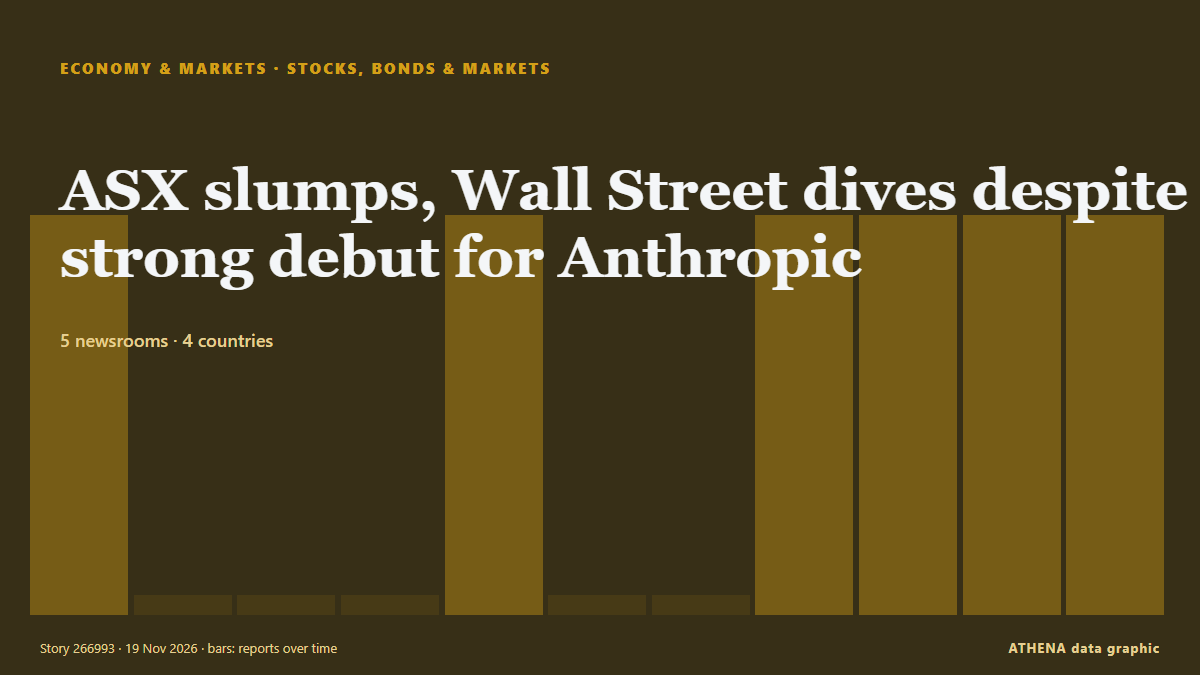 ECONOMY & MARKETS · STOCKS, BONDS & MARKETS
ASX slumps, Wall Street dives despite
strong debut for Anthropic
5 newsrooms · 4 countries
Story 266993 · 19 Nov 2026 · bars: reports over time
ATHENA data graphic